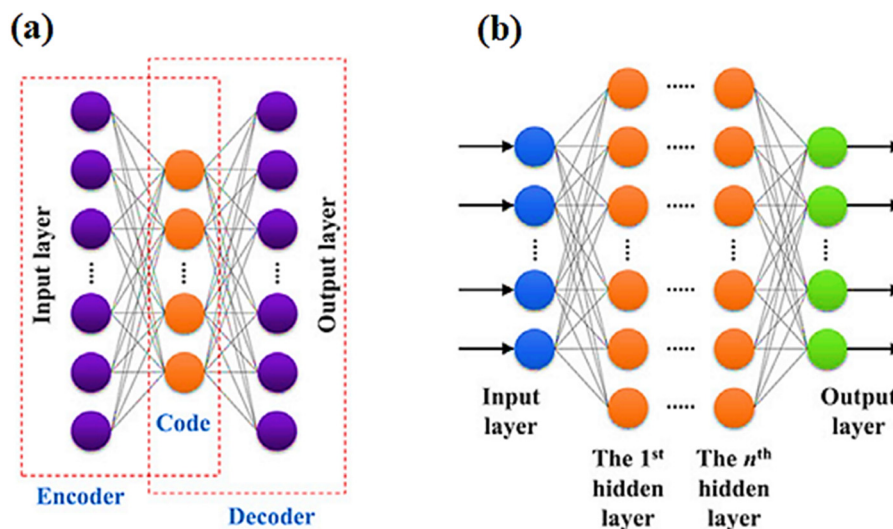 (a)
Input layer
Output layer
Code
Encoder
Decoder
(b)
Input
layer
Output
layer
The 1st
hidden
layer
The nth
hidden
layer